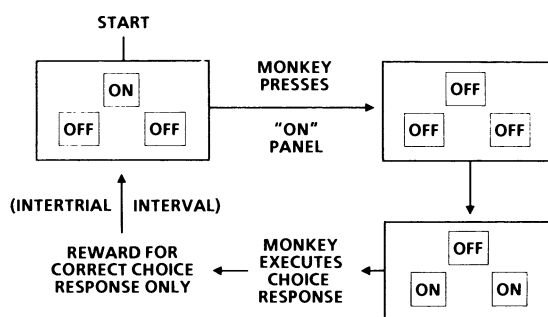 START
ON
OFF OFF
MONKEY
PRESSES
"ON"
PANEL
OFF
OFF OFF
OFF
ON ON
MONKEY
EXECUTES
CHOICE
RESPONSE
REWARD FOR
CORRECT CHOICE
RESPONSE ONLY
(INTERTRIAL INTERVAL)